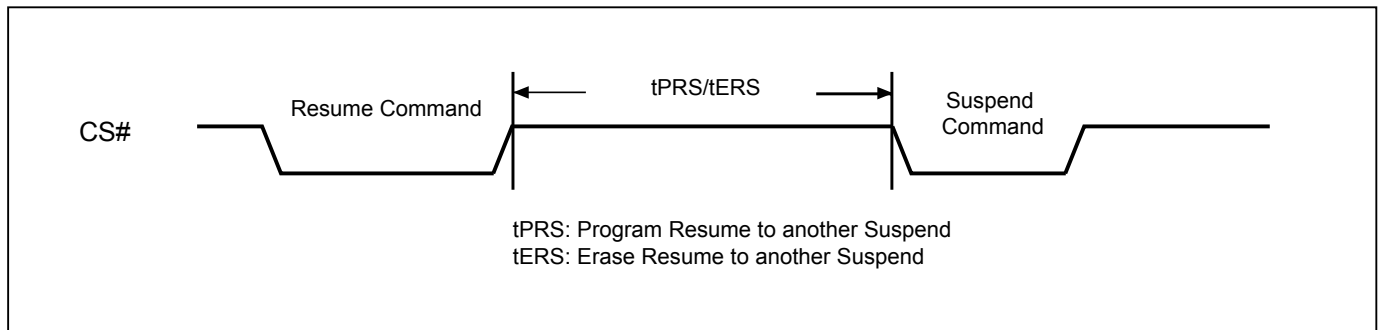 tPRS/tERS
Resume Command
Suspend
Command
CS#
tPRS: Program Resume to another Suspend
tERS: Erase Resume to another Suspend